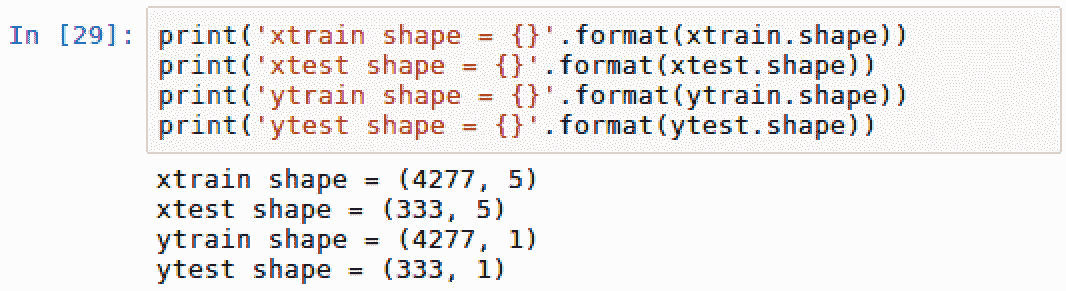 In [29]: print('xtrain shape = {}'.format(xtrain.shape))
print('xtest shape = {}'.format(xtest.shape))
print('ytrain shape = {}'.format(ytrain.shape))
print('ytest shape = {}'.format(ytest.shape))
xtrain shape = (4277, 5)
xtest shape = (333, 5)
ytrain shape = (4277, 1)
ytest shape = (333, 1)